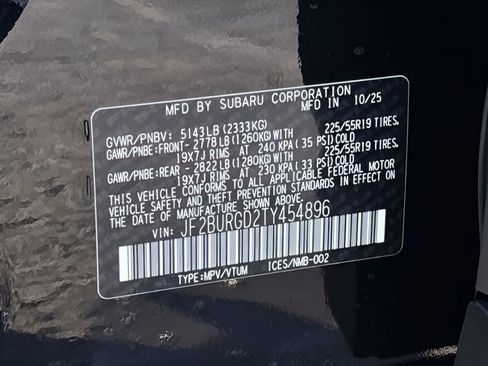 MFD BY SUBARU CORPORATION
MFD IN 10/25
GVWR/PNBV: 5143LB(2333KG)
GAWR/PNBE:FRONT-2778LB(1260KG)WITH 225/55R19 TIRES,
19X7J RIMS AT 240 KPA(35 PSI)COLD
GAWR/PNBE:REAR -2822LB(1280KG)WITH 225/55R19 TIRES,
19X7J RIMS AT 230 KPA(33 PSI)COLD
THIS VEHICLE CONFORMS TO ALL APPLICABLE FEDERAL MOTOR
VEHICLE SAFETY AND THEFT PREVENTION STANDARDS IN EFFECT ON
THE DATE OF MANUFACTURE SHOWN ABOVE.
VIN: JF2BURGD2TY454896
TYPE:MPV/VTUM ICES/NMB-002